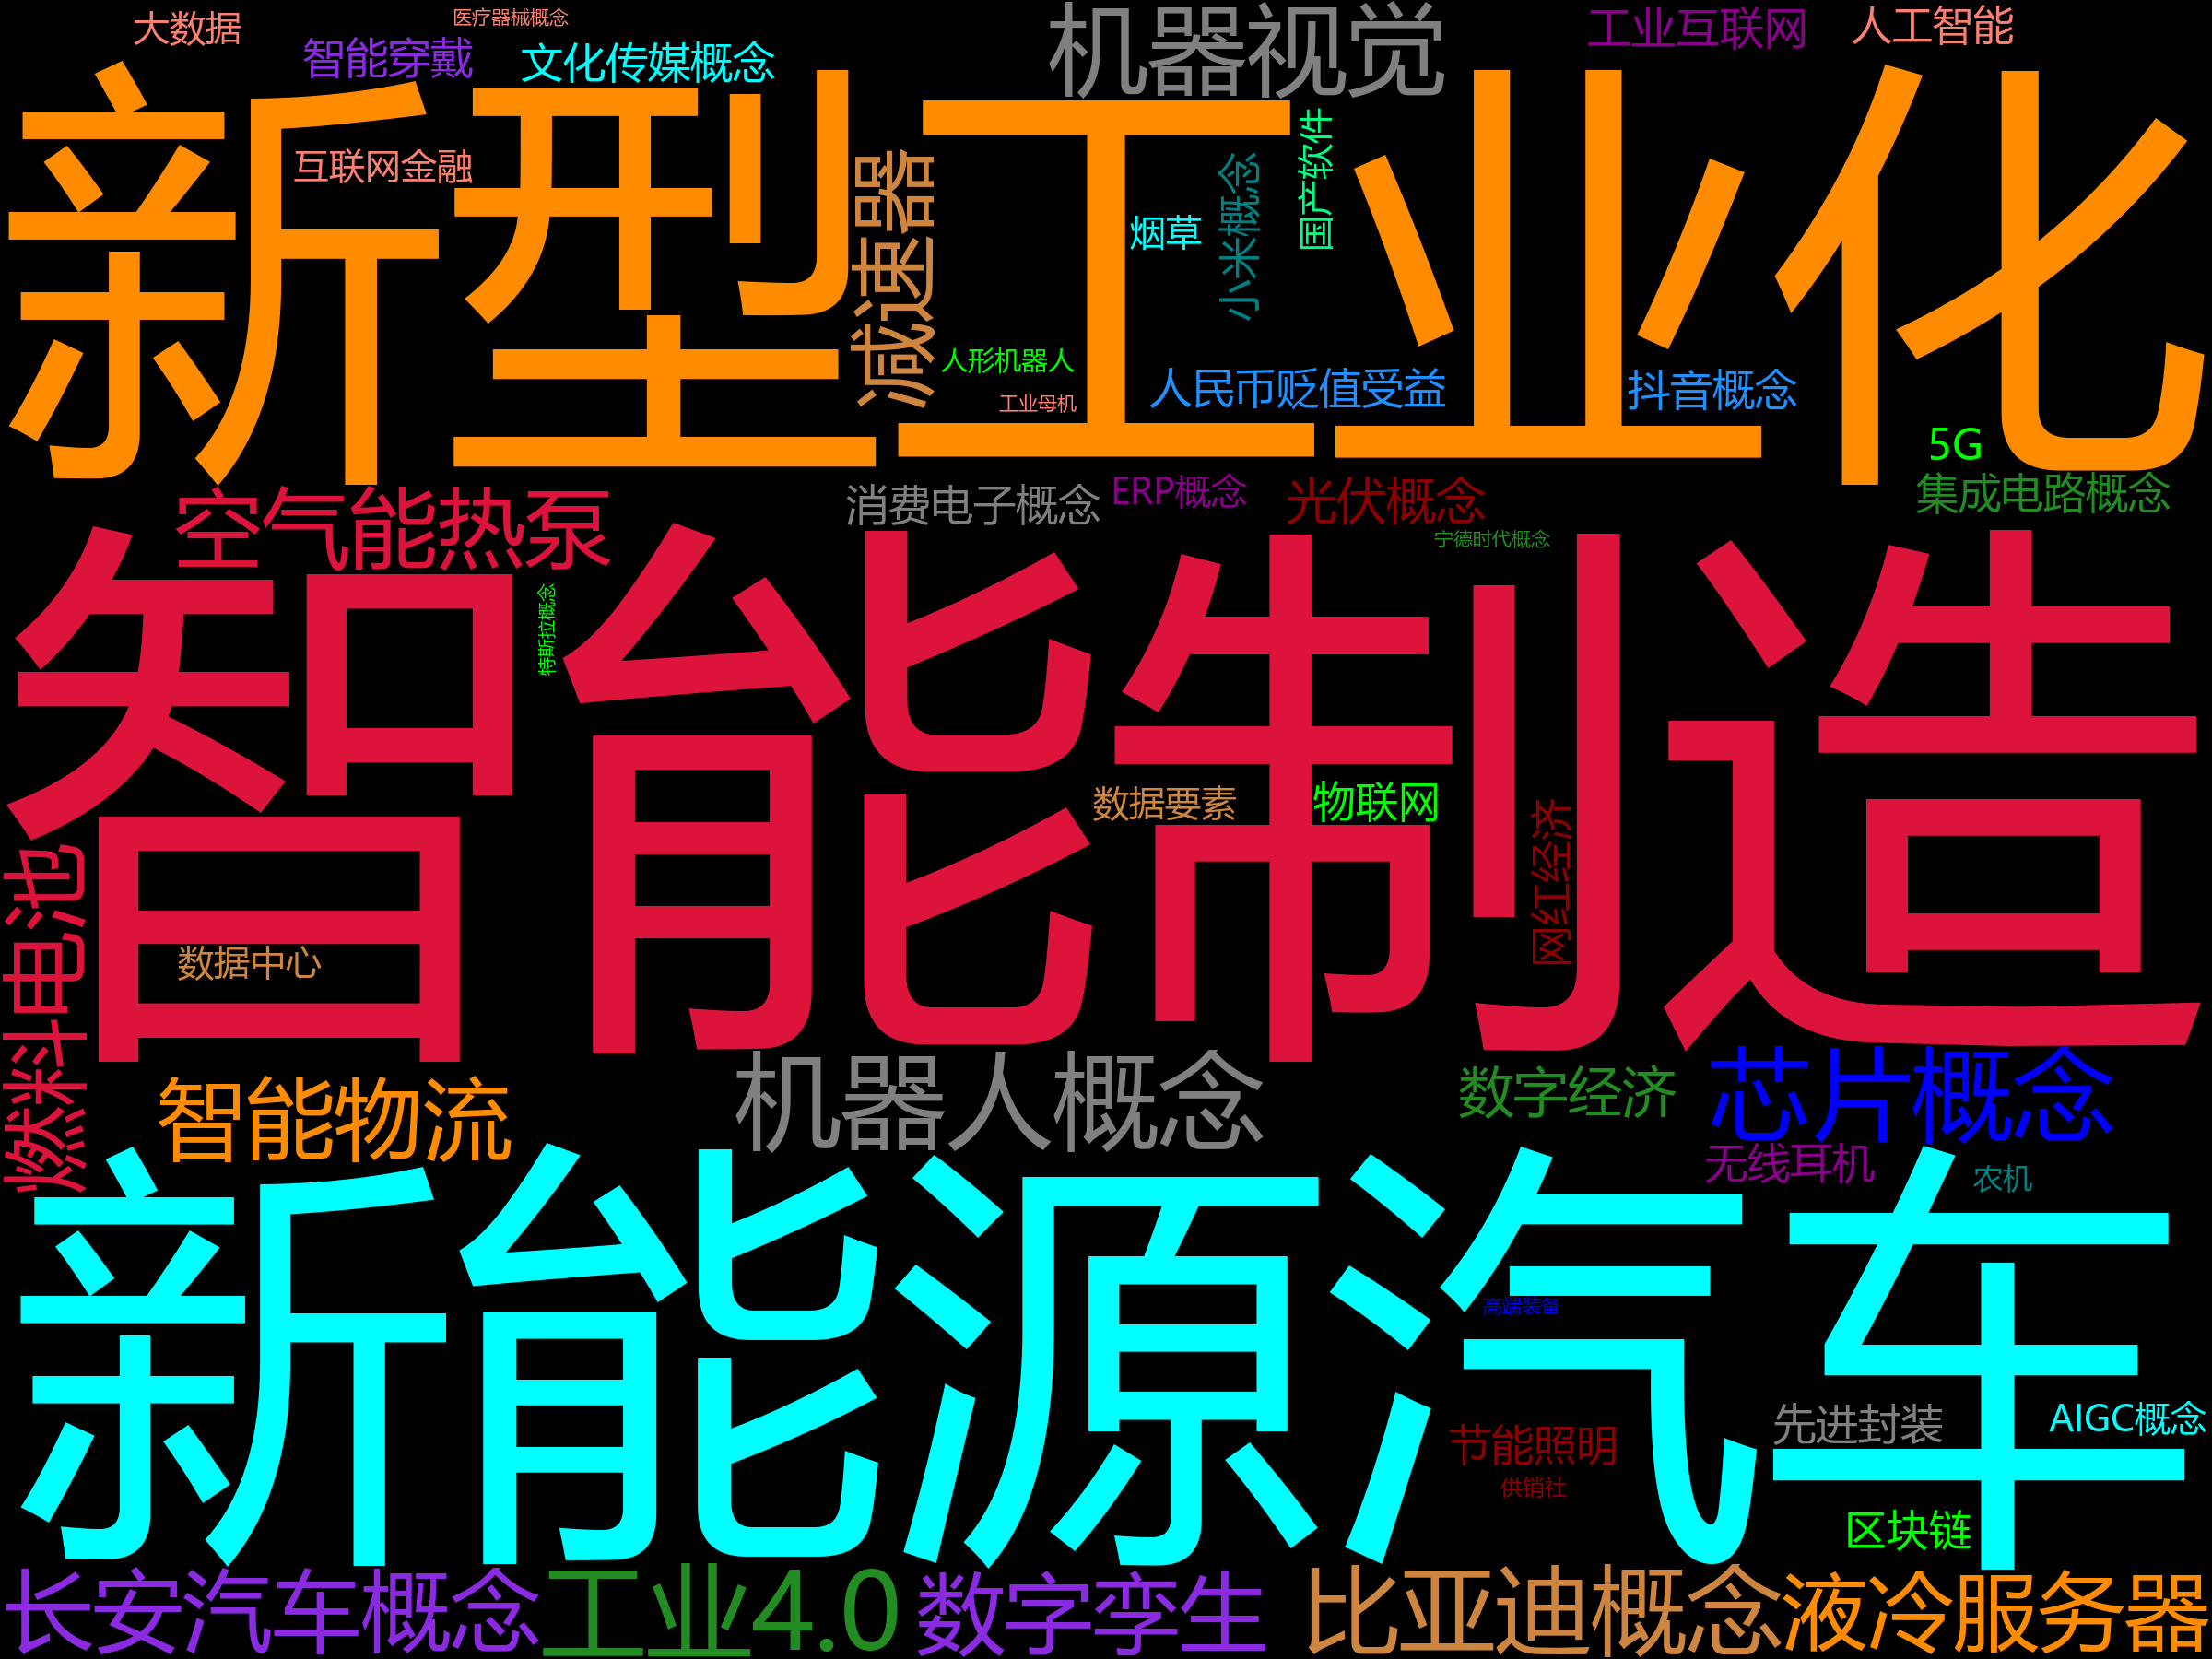 大数据
医疗器械概念
智能穿戴
文化传媒概念
机器视觉
工业互联网
人工智能
新型工业化
互联网金融
减速器
烟草
小米概念
国产软件
人形机器人
工业母机
人民币贬值受益
抖音概念
5G
集成电路概念
空气能热泵
消费电子概念
ERP概念
光伏概念
宁德时代概念
特斯拉概念
智能制造
数据要素
物联网
网红经济
燃料电池
数据中心
智能物流
机器人概念
数字经济
芯片概念
无线耳机
农机
新能源汽车
高端装备
节能照明
供销社
先进封装
AIGC概念
区块链
长安汽车概念
工业4.0
数字孪生
比亚迪概念
液冷服务器